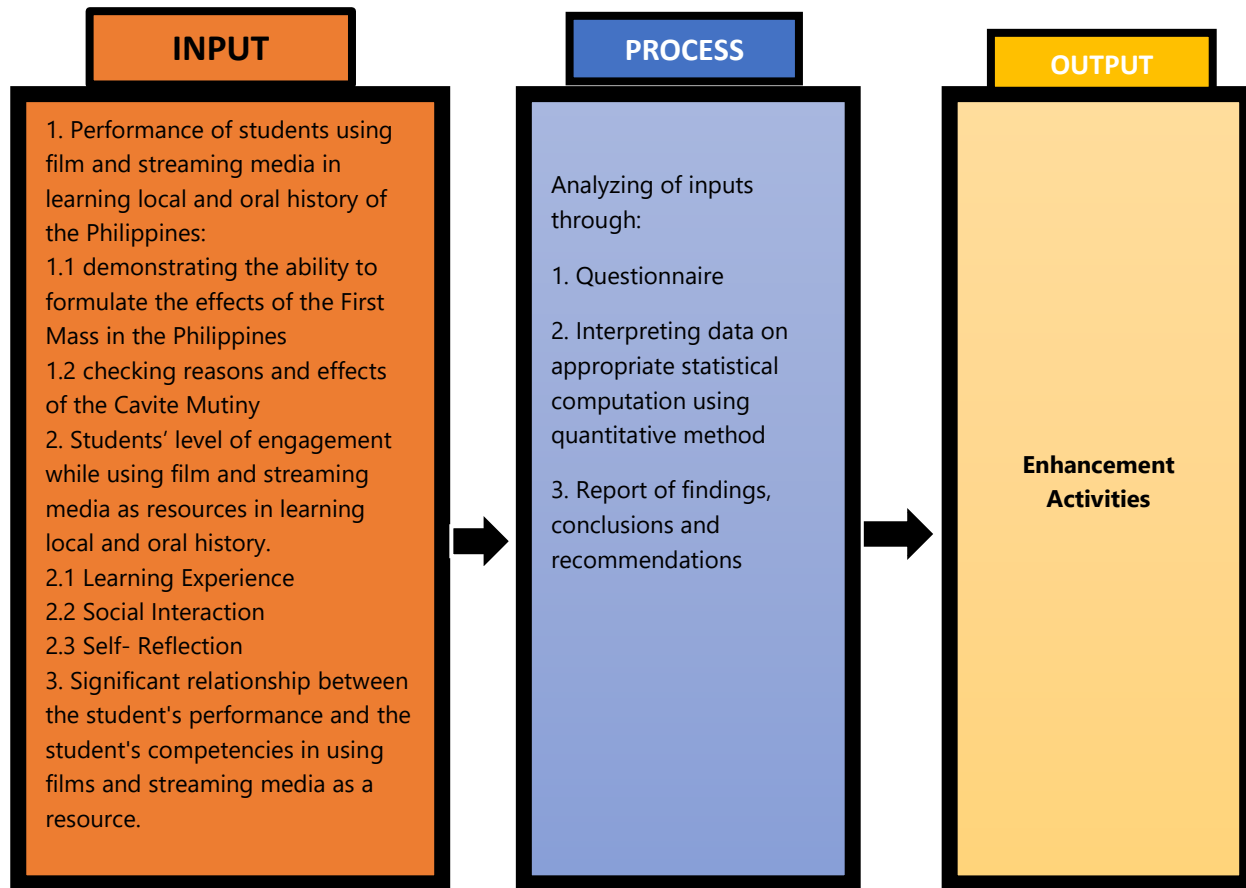 INPUT
1. Performance of students using
film and streaming media in
learning local and oral history of
the Philippines:
1.1 demonstrating the ability to
formulate the effects of the First
Mass in the Philippines
1.2 checking reasons and effects
of the Cavite Mutiny
2. Students’ level of engagement
while using film and streaming
media as resources in learning
local and oral history.
2.1 Learning Experience
2.2 Social Interaction
2.3 Self- Reflection
3. Significant relationship between
the student's performance and the
student's competencies in using
films and streaming media as a
resource.
PROCESS
Analyzing of inputs
through:
1. Questionnaire
2. Interpreting data on
appropriate statistical
computation using
quantitative method
3. Report of findings,
conclusions and
recommendations
OUTPUT
Enhancement
Activities